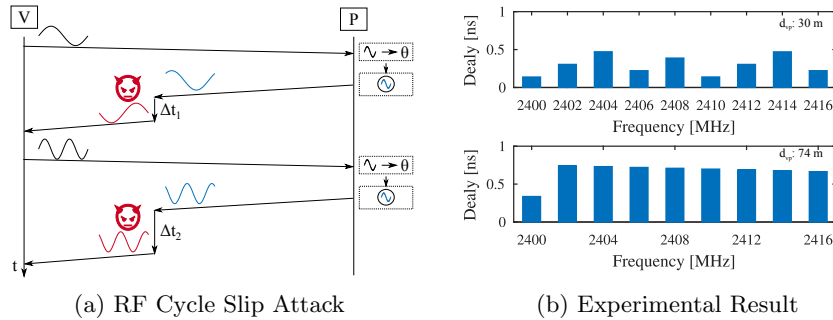 V
P
→ θ
Δt₁
→ θ
Δt₂
t
(a) RF Cycle Slip Attack
1
d_vp: 30 m
Dealy [ns]
0.5
0
2400 2402 2404 2406 2408 2410 2412 2414 2416
Frequency [MHz]
1
d_vp: 74 m
Dealy [ns]
0.5
0
2400 2404 2408 2412 2416
Frequency [MHz]
(b) Experimental Result